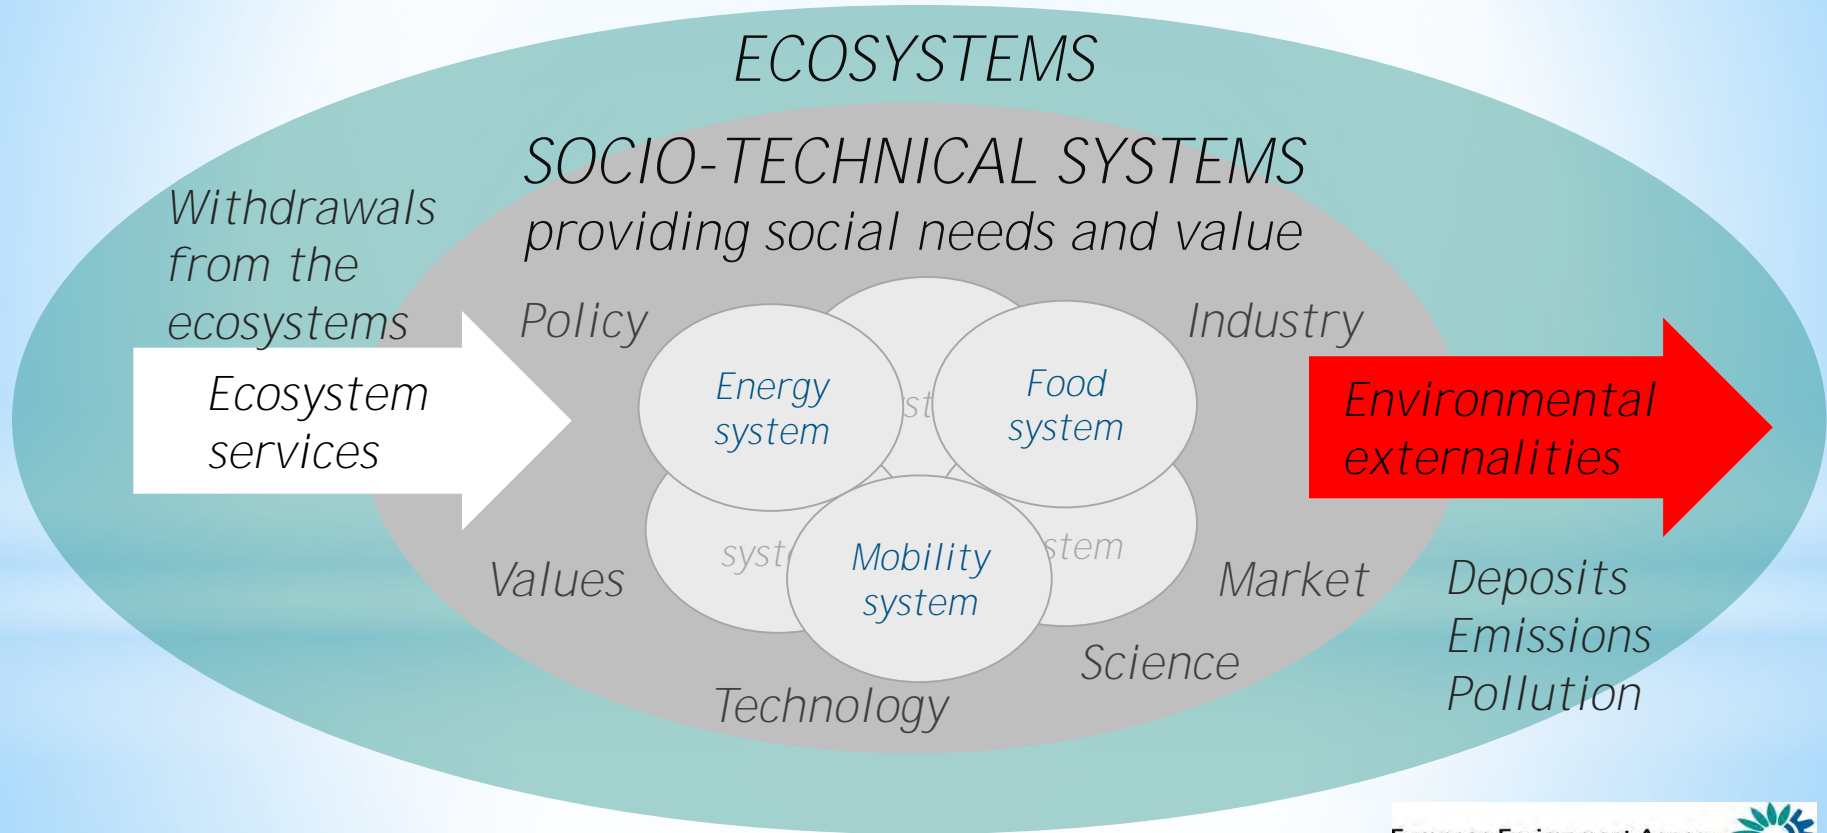 ECOSYSTEMS
SOCIO-TECHNICAL SYSTEMS
providing social needs and value
Withdrawals
from the
ecosystems
Ecosystem
services
Policy
Industry
Energy
system
Food
system
Environmental
externalities
Mobility
system
Values
Market
Science
Technology
Deposits
Emissions
Pollution